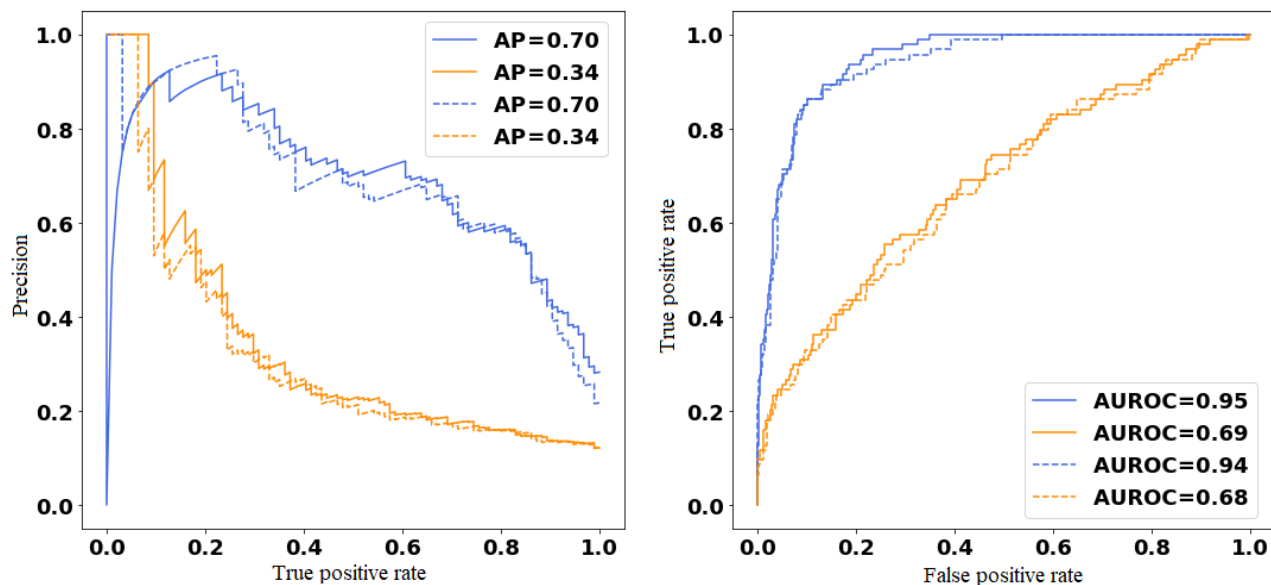 AP=0.70
AP=0.34
AP=0.70
AP=0.34
1.0
0.8
0.6
0.4
0.2
0.0
Precision
0.0 0.2 0.4 0.6 0.8 1.0
True positive rate
1.0
0.8
0.6
0.4
0.2
0.0
True positive rate
AUROC=0.95
AUROC=0.69
AUROC=0.94
AUROC=0.68
0.0 0.2 0.4 0.6 0.8 1.0
False positive rate